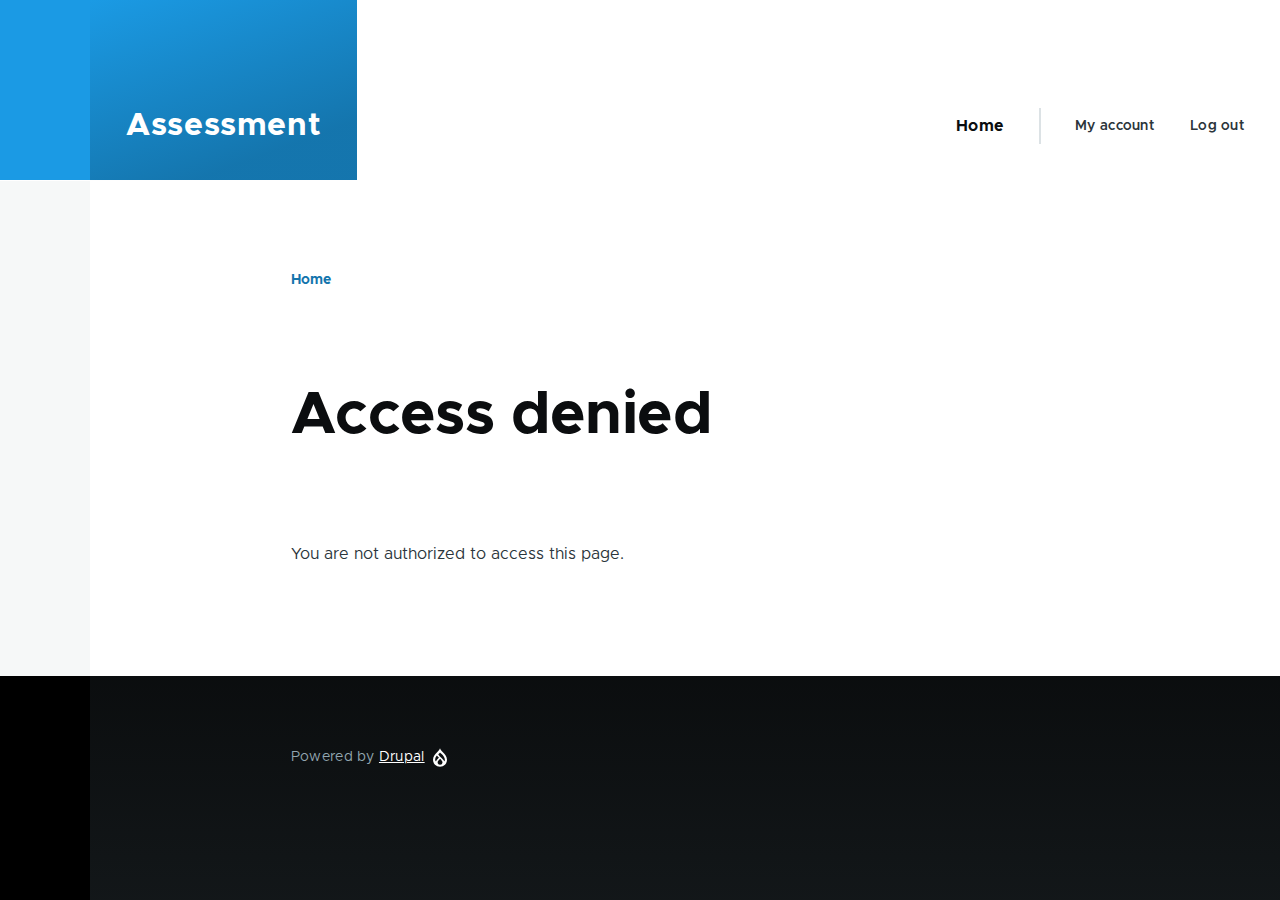 Assessment
Home
My account
Log out
Home
Access denied
You are not authorized to access this page.
Powered by Drupal